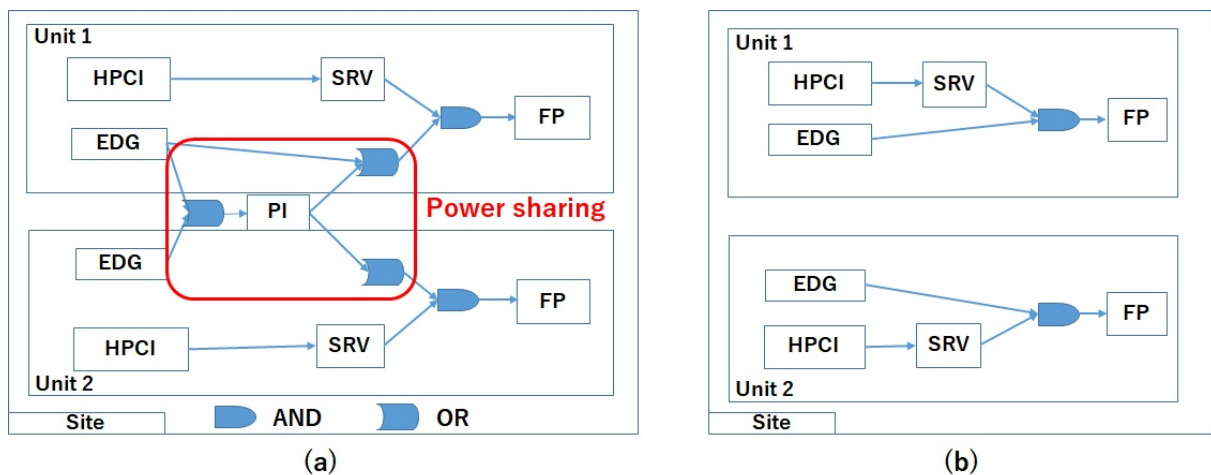 Unit 1
HPCI
SRV
FP
EDG
PI
Power sharing
EDG
FP
HPCI
SRV
Unit 2
Site
AND
OR
(a)
Unit 1
HPCI
SRV
FP
EDG
EDG
FP
HPCI
SRV
Unit 2
Site
(b)